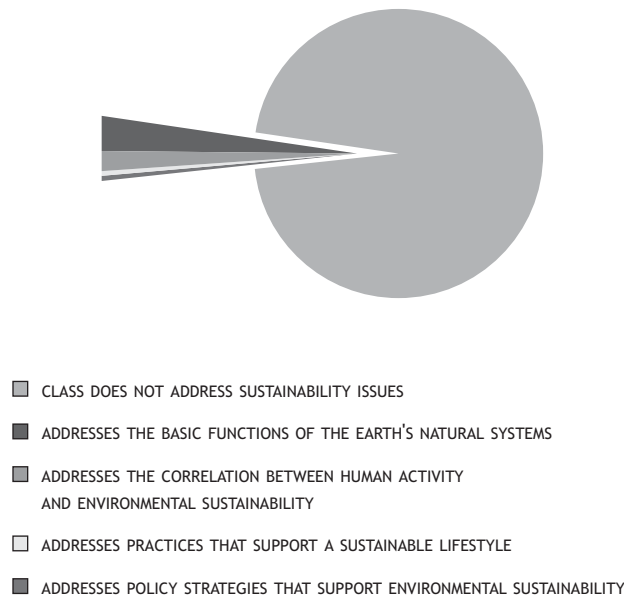 CLASS DOES NOT ADDRESS SUSTAINABILITY ISSUES
ADDRESSES THE BASIC FUNCTIONS OF THE EARTH'S NATURAL SYSTEMS
ADDRESSES THE CORRELATION BETWEEN HUMAN ACTIVITY
AND ENVIRONMENTAL SUSTAINABILITY
ADDRESSES PRACTICES THAT SUPPORT A SUSTAINABLE LIFESTYLE
ADDRESSES POLICY STRATEGIES THAT SUPPORT ENVIRONMENTAL SUSTAINABILITY